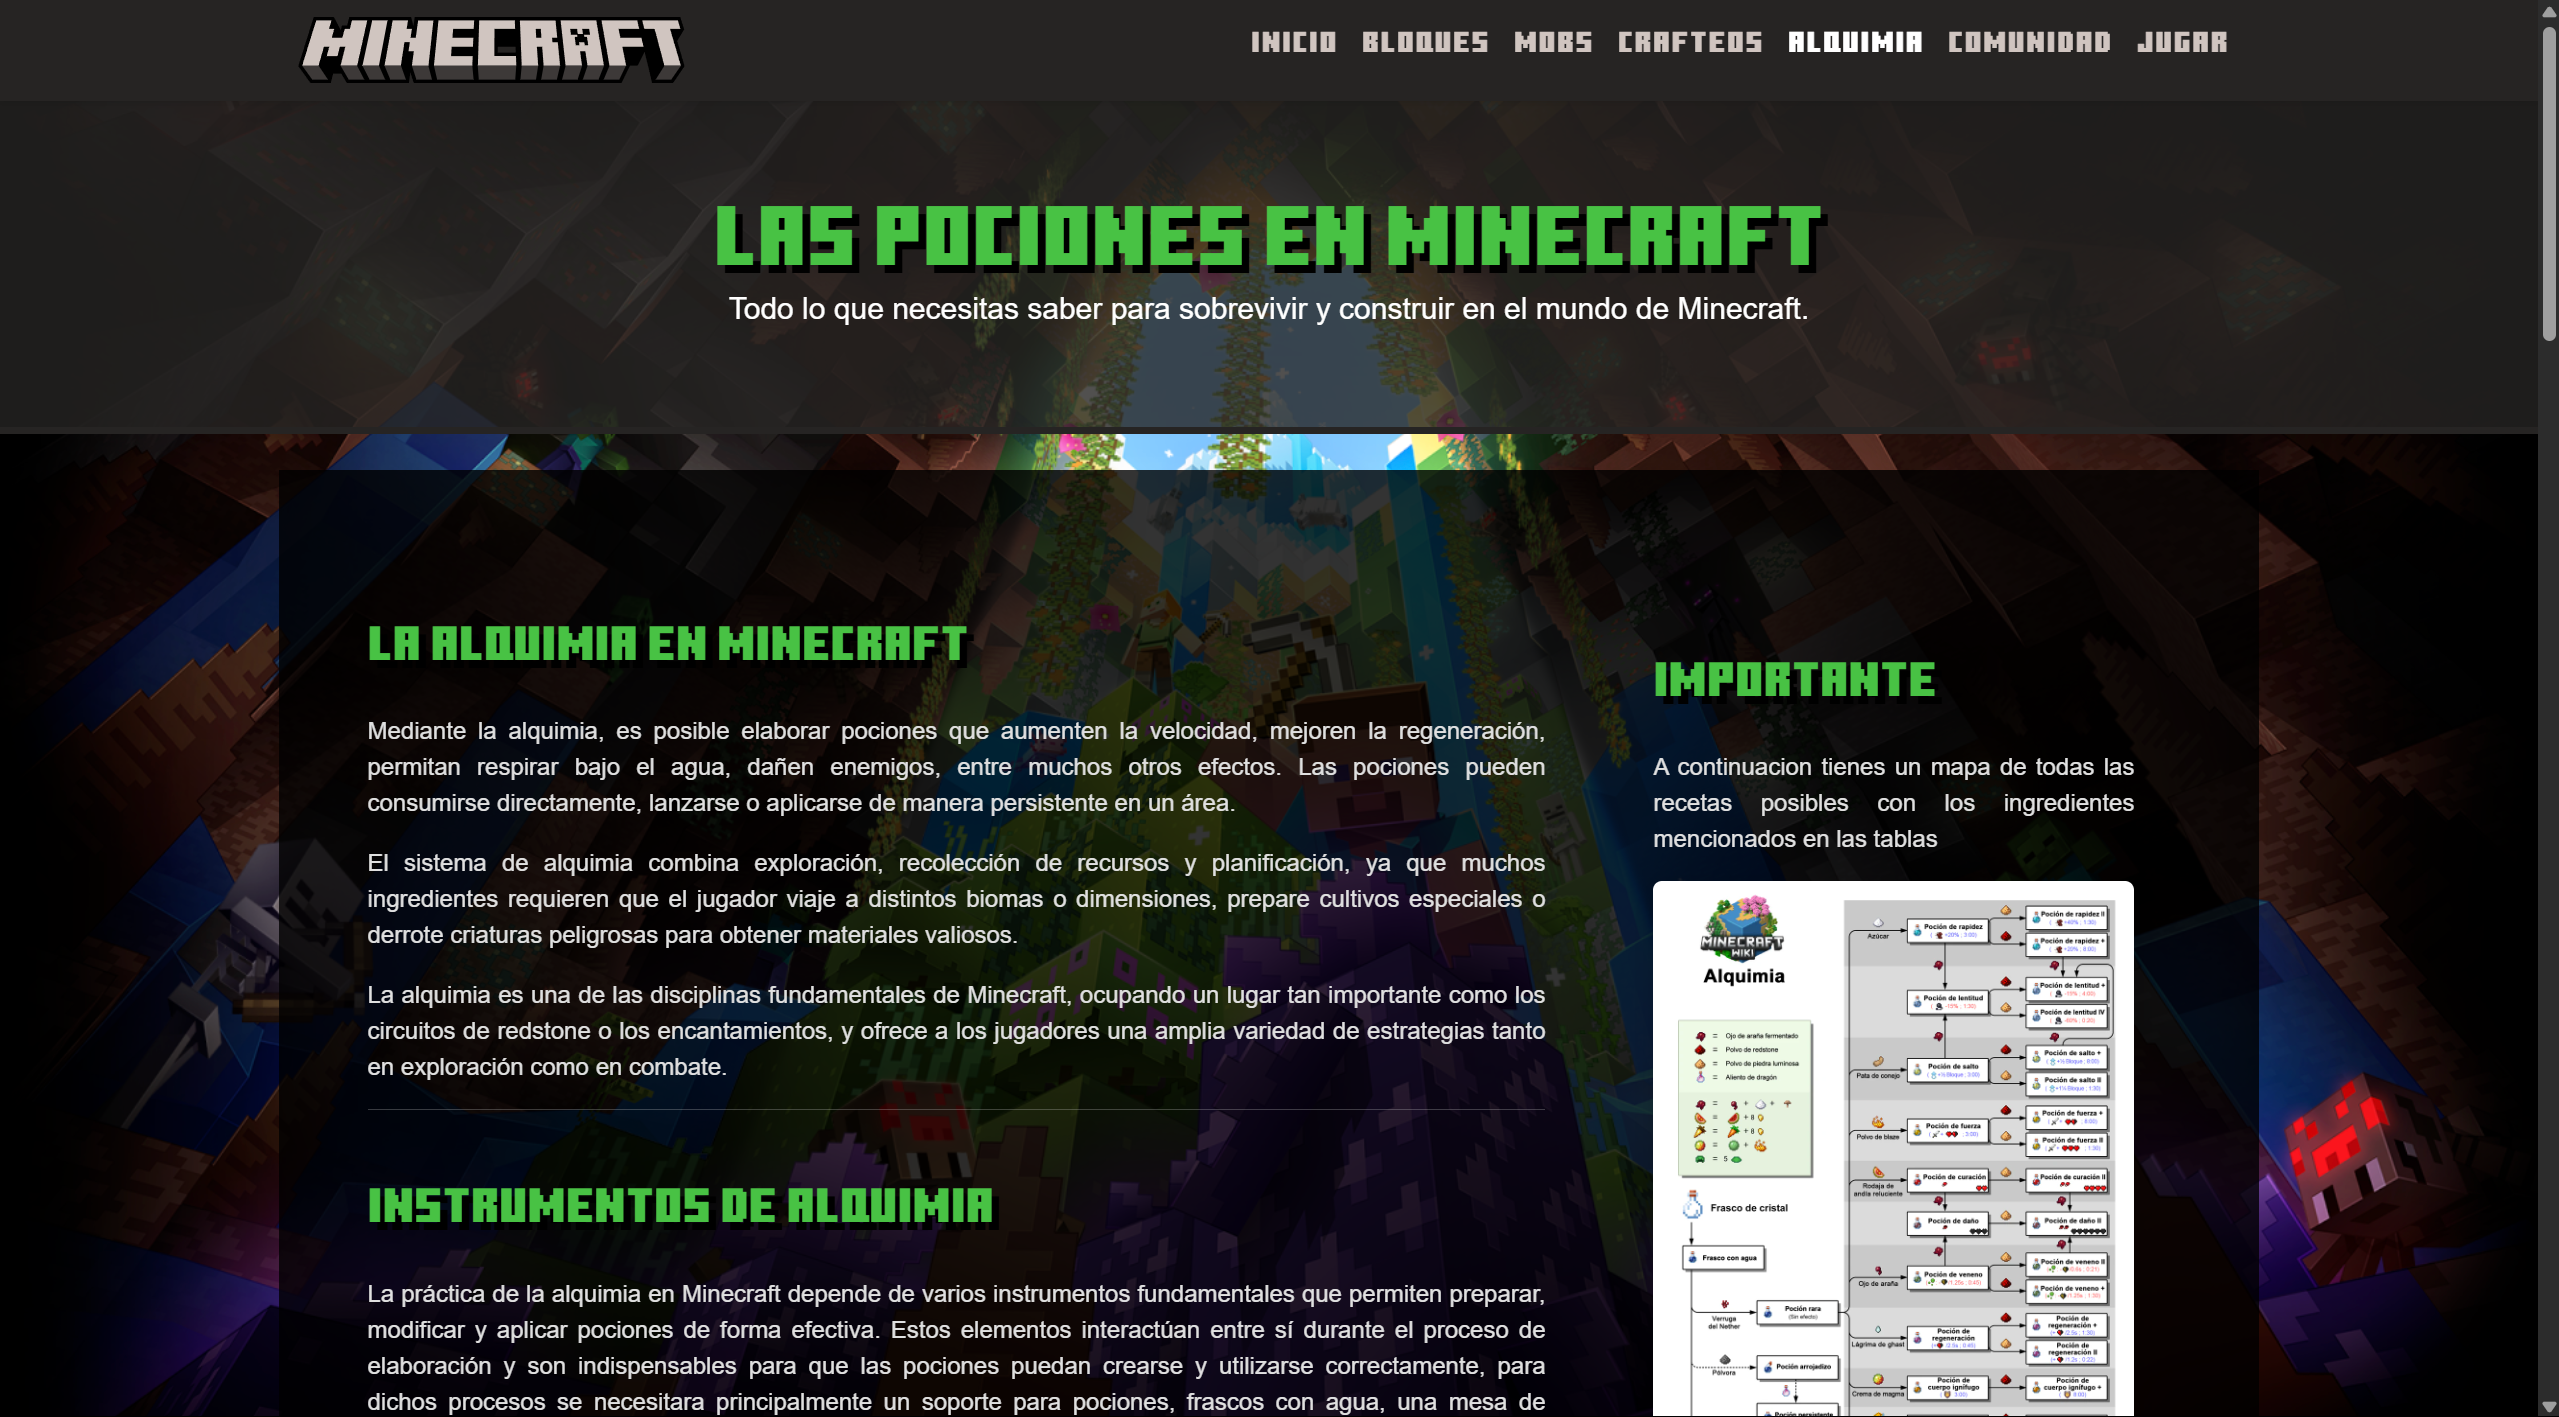 MINECRAFT
INICIO BLOQUES MOBS CRAFTEOS ALQUIMIA COMUNIDAD JUGAR
LAS POCIONES EN MINECRAFT
Todo lo que necesitas saber para sobrevivir y construir en el mundo de Minecraft.
LA ALQUIMIA EN MINECRAFT
Mediante la alquimia, es posible elaborar pociones que aumenten la velocidad, mejoren la regeneración,
permitan respirar bajo el agua, dañen enemigos, entre muchos otros efectos. Las pociones pueden
consumirse directamente, lanzarse o aplicarse de manera persistente en un área.
El sistema de alquimia combina exploración, recolección de recursos y planificación, ya que muchos
ingredientes requieren que el jugador viaje a distintos biomas o dimensiones, prepare cultivos especiales o
derrote criaturas peligrosas para obtener materiales valiosos.
La alquimia es una de las disciplinas fundamentales de Minecraft, ocupando un lugar tan importante como los
circuitos de redstone o los encantamientos, y ofrece a los jugadores una amplia variedad de estrategias tanto
en exploración como en combate.
INSTRUMENTOS DE ALQUIMIA
La práctica de la alquimia en Minecraft depende de varios instrumentos fundamentales que permiten preparar,
modificar y aplicar pociones de forma efectiva. Estos elementos interactúan entre sí durante el proceso de
elaboración y son indispensables para que las pociones puedan crearse y utilizarse correctamente, para
dichos procesos se necesitara principalmente un soporte para pociones, frascos con agua, una mesa de
IMPORTANTE
A continuacion tienes un mapa de todas las
recetas posibles con los ingredientes
mencionados en las tablas
MINECRAFT
WIKI
Alquimia
= Ojo de araña fermentado
= Polvo de redstone
= Polvo de piedra luminosa
= Aliento de dragón
= + +
= + 8
= + 8
= +
= 5
Frasco de cristal
Frasco con agua
Verruga
del Nether
Poción rara
(Sin efecto)
Pólvora
Poción arrojadiza
Poción persistente
Azúcar
Poción de rapidez
Poción de rapidez II
Poción de rapidez +
Poción de lentitud
Poción de lentitud +
Poción de lentitud IV
Pata de conejo
Poción de salto
Poción de salto +
Poción de salto II
Polvo de blaze
Poción de fuerza
Poción de fuerza +
Poción de fuerza II
Rodaja de
Poción de curación
Poción de curación II
Poción de daño
Poción de daño II
Ojo de araña
Poción de veneno
Poción de veneno II
Poción de veneno +
Lágrima de ghast
Poción de
regeneración
Poción de
regeneración +
Poción de
regeneración II
Crema de magma
Poción de
cuerpo ignífugo
Poción de
cuerpo ignífugo +